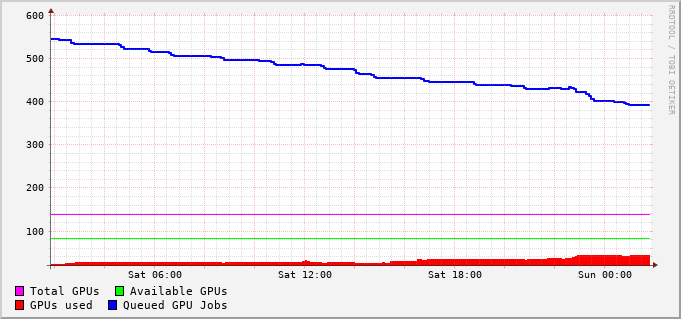 600
500
400
300
200
100
Sat 06:00 Sat 12:00 Sat 18:00 Sun 00:00
Total GPUs Available GPUs
GPUs used Queued GPU Jobs
RRDTOOL / TOBI OETIKER